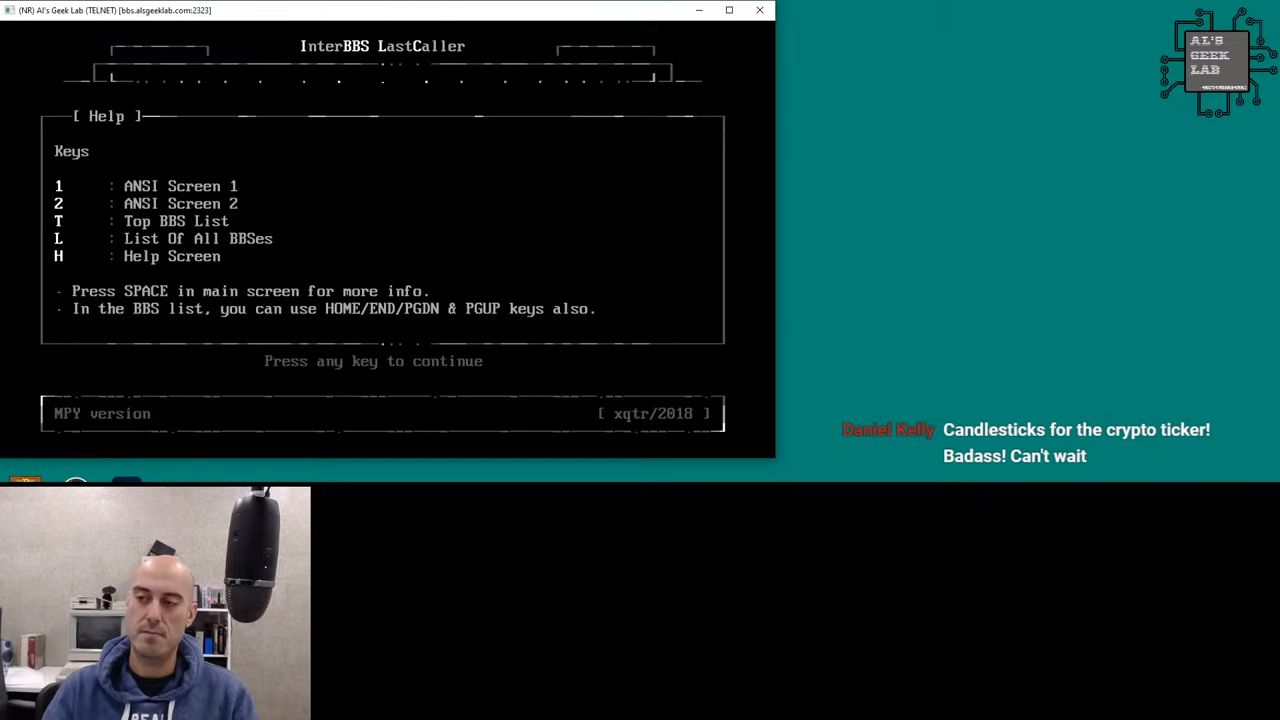 (NR) Al's Geek Lab (TELNET) [bbs.alsgeeklab.com:2323]
InterBBS LastCaller
[ Help ]
Keys
1 : ANSI Screen 1
2 : ANSI Screen 2
T : Top BBS List
L : List Of All BBSes
H : Help Screen
- Press SPACE in main screen for more info.
- In the BBS list, you can use HOME/END/PGDN & PGUP keys also.
Press any key to continue
MPY version [ xqtr/2018 ]
AL'S
GEEK
LAB
Daniel Kelly Candlesticks for the crypto ticker!
Badass! Can't wait